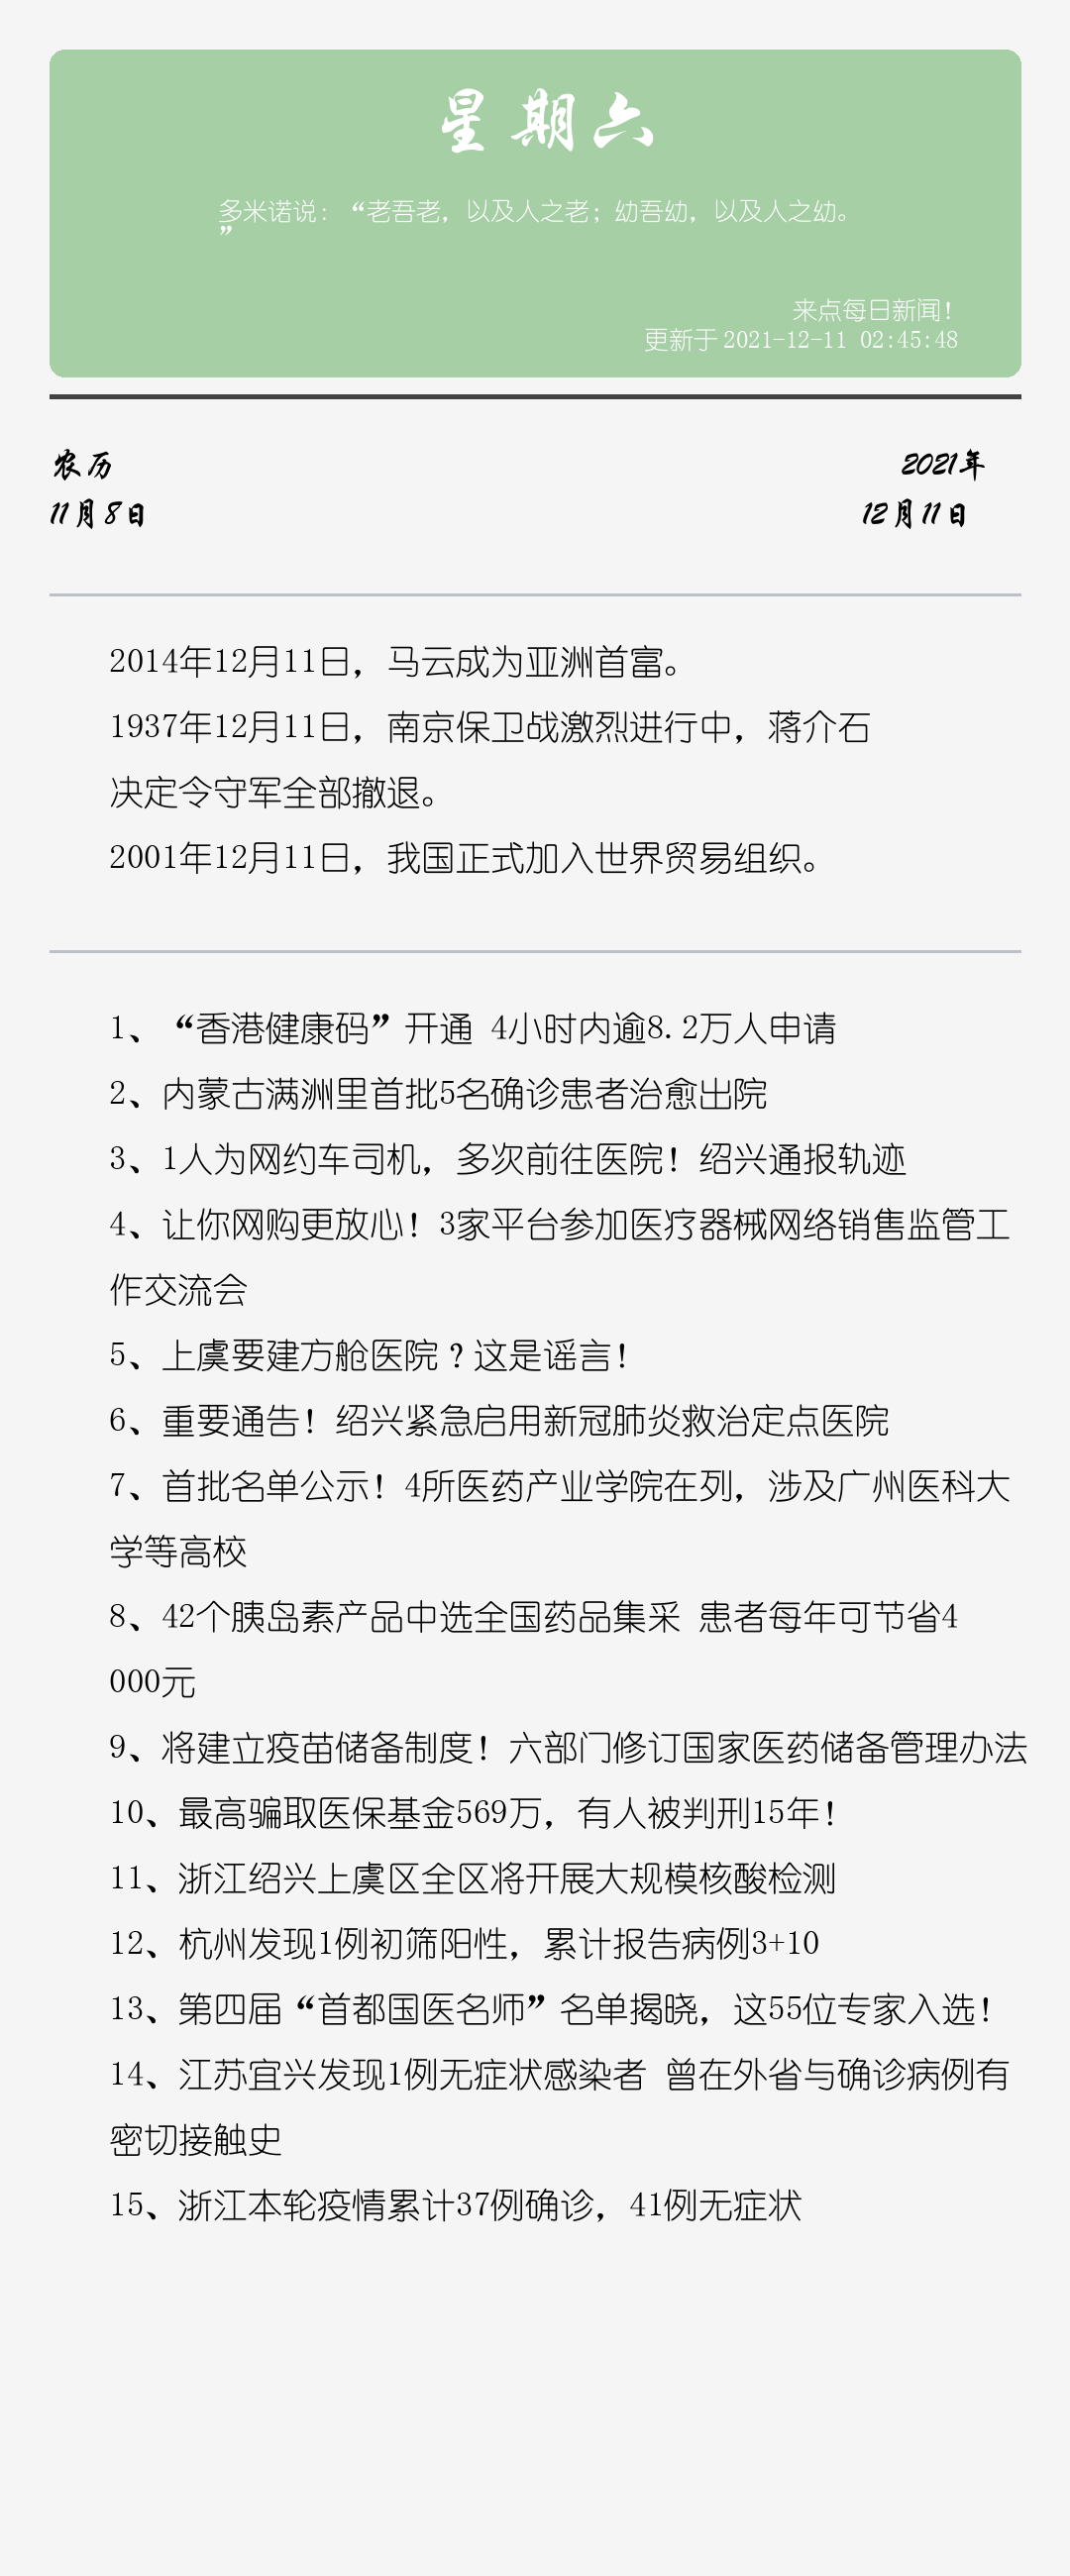 星期六
多米诺说：“老吾老，以及人之老；幼吾幼，以及人之幼。
”
来点每日新闻！
更新于 2021-12-11 02:45:48
农历
2021年
11月8日
12月11日
2014年12月11日，马云成为亚洲首富。
1937年12月11日，南京保卫战激烈进行中，蒋介石
决定令守军全部撤退。
2001年12月11日，我国正式加入世界贸易组织。
1、“香港健康码”开通 4小时内逾8.2万人申请
2、内蒙古满洲里首批5名确诊患者治愈出院
3、1人为网约车司机，多次前往医院！绍兴通报轨迹
4、让你网购更放心！3家平台参加医疗器械网络销售监管工
作交流会
5、上虞要建方舱医院？这是谣言！
6、重要通告！绍兴紧急启用新冠肺炎救治定点医院
7、首批名单公示！4所医药产业学院在列，涉及广州医科大
学等高校
8、42个胰岛素产品中选全国药品集采 患者每年可节省4
000元
9、将建立疫苗储备制度！六部门修订国家医药储备管理办法
10、最高骗取医保基金569万，有人被判刑15年！
11、浙江绍兴上虞区全区将开展大规模核酸检测
12、杭州发现1例初筛阳性，累计报告病例3+10
13、第四届“首都国医名师”名单揭晓，这55位专家入选！
14、江苏宜兴发现1例无症状感染者 曾在外省与确诊病例有
密切接触史
15、浙江本轮疫情累计37例确诊，41例无症状